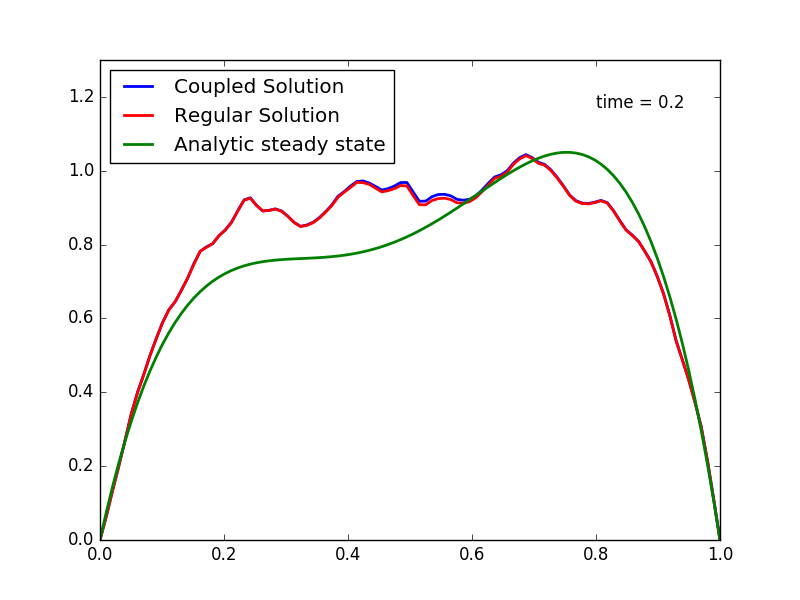 1.2
1.0
0.8
0.6
0.4
0.2
0.0
Coupled Solution
Regular Solution
Analytic steady state
time = 0.2
0.0 0.2 0.4 0.6 0.8 1.0